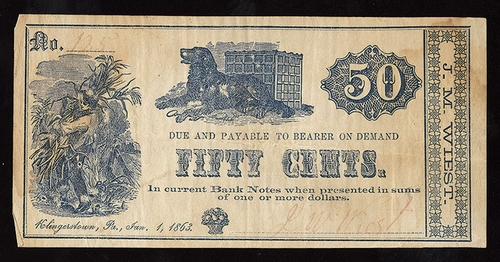 No.
50
DUE AND PAYABLE TO BEARER ON DEMAND
FIFTY CENTS.
In current Bank Notes when presented in sums
of one or more dollars.
Klingerstown, Pa., Jan. 1, 1863.
J. M. WIEST.